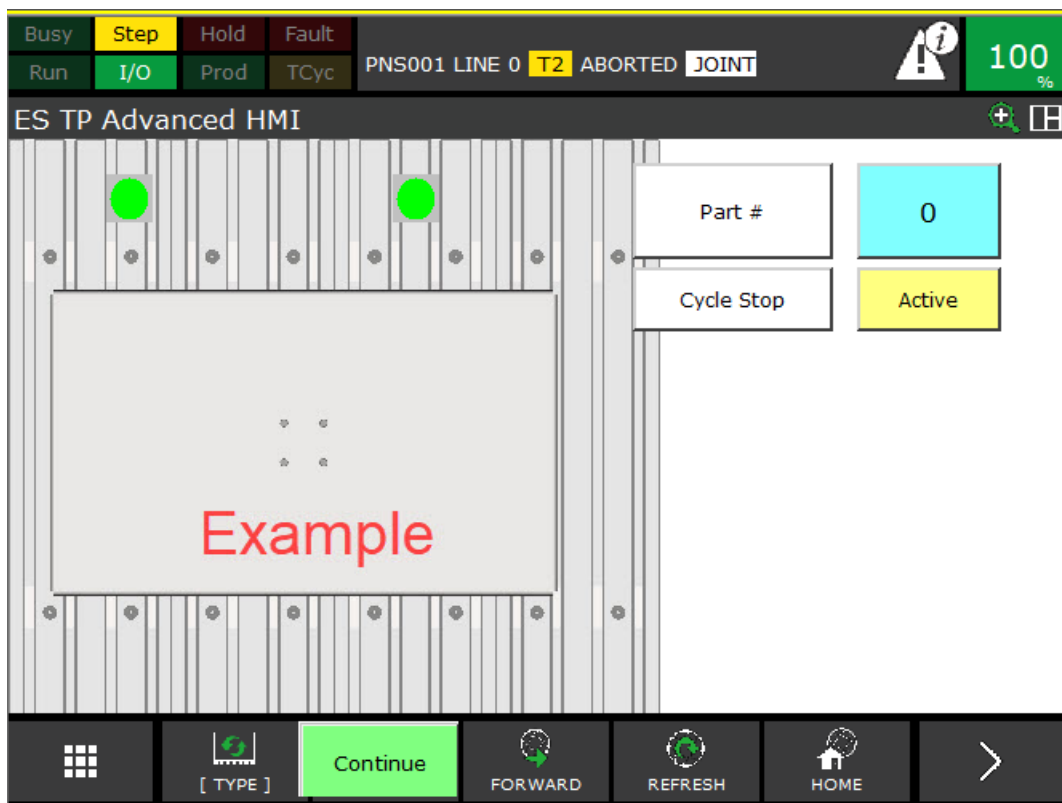 Busy Step Hold Fault
Run I/O Prod TCyc
PNS001 LINE 0 T2 ABORTED JOINT
i
100
%
ES TP Advanced HMI
Part # 0
Cycle Stop Active
Example
[ TYPE ] Continue FORWARD REFRESH HOME